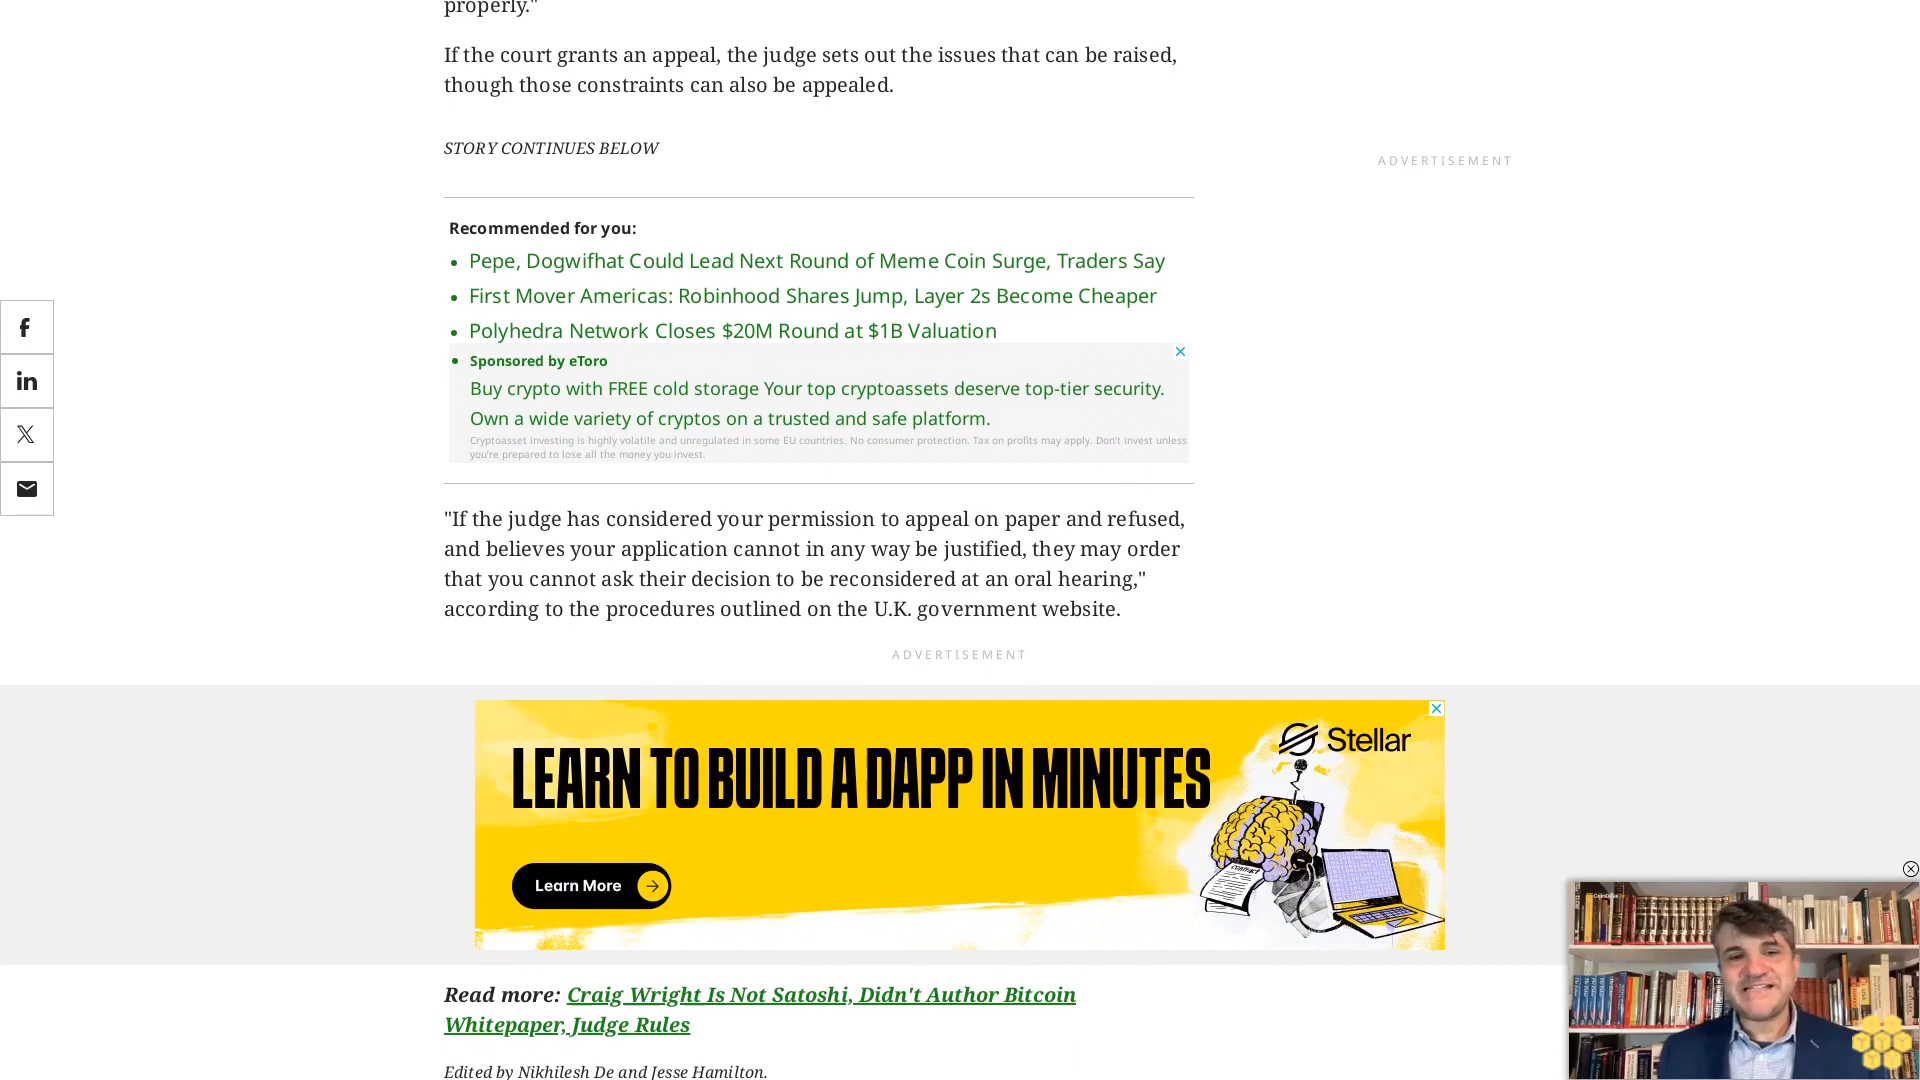 properly."
If the court grants an appeal, the judge sets out the issues that can be raised,
though those constraints can also be appealed.
STORY CONTINUES BELOW
ADVERTISEMENT
Recommended for you:
• Pepe, Dogwifhat Could Lead Next Round of Meme Coin Surge, Traders Say
• First Mover Americas: Robinhood Shares Jump, Layer 2s Become Cheaper
• Polyhedra Network Closes $20M Round at $1B Valuation
• Sponsored by eToro
Buy crypto with FREE cold storage Your top cryptoassets deserve top-tier security.
Own a wide variety of cryptos on a trusted and safe platform.
Cryptoasset investing is highly volatile and unregulated in some EU countries. No consumer protection. Tax on profits may apply. Don't invest unless
you're prepared to lose all the money you invest.
"If the judge has considered your permission to appeal on paper and refused,
and believes your application cannot in any way be justified, they may order
that you cannot ask their decision to be reconsidered at an oral hearing,"
according to the procedures outlined on the U.K. government website.
ADVERTISEMENT
Stellar
LEARN TO BUILD A DAPP IN MINUTES
Learn More
Read more: Craig Wright Is Not Satoshi, Didn't Author Bitcoin
Whitepaper, Judge Rules
Edited by Nikhilesh De and Jesse Hamilton.